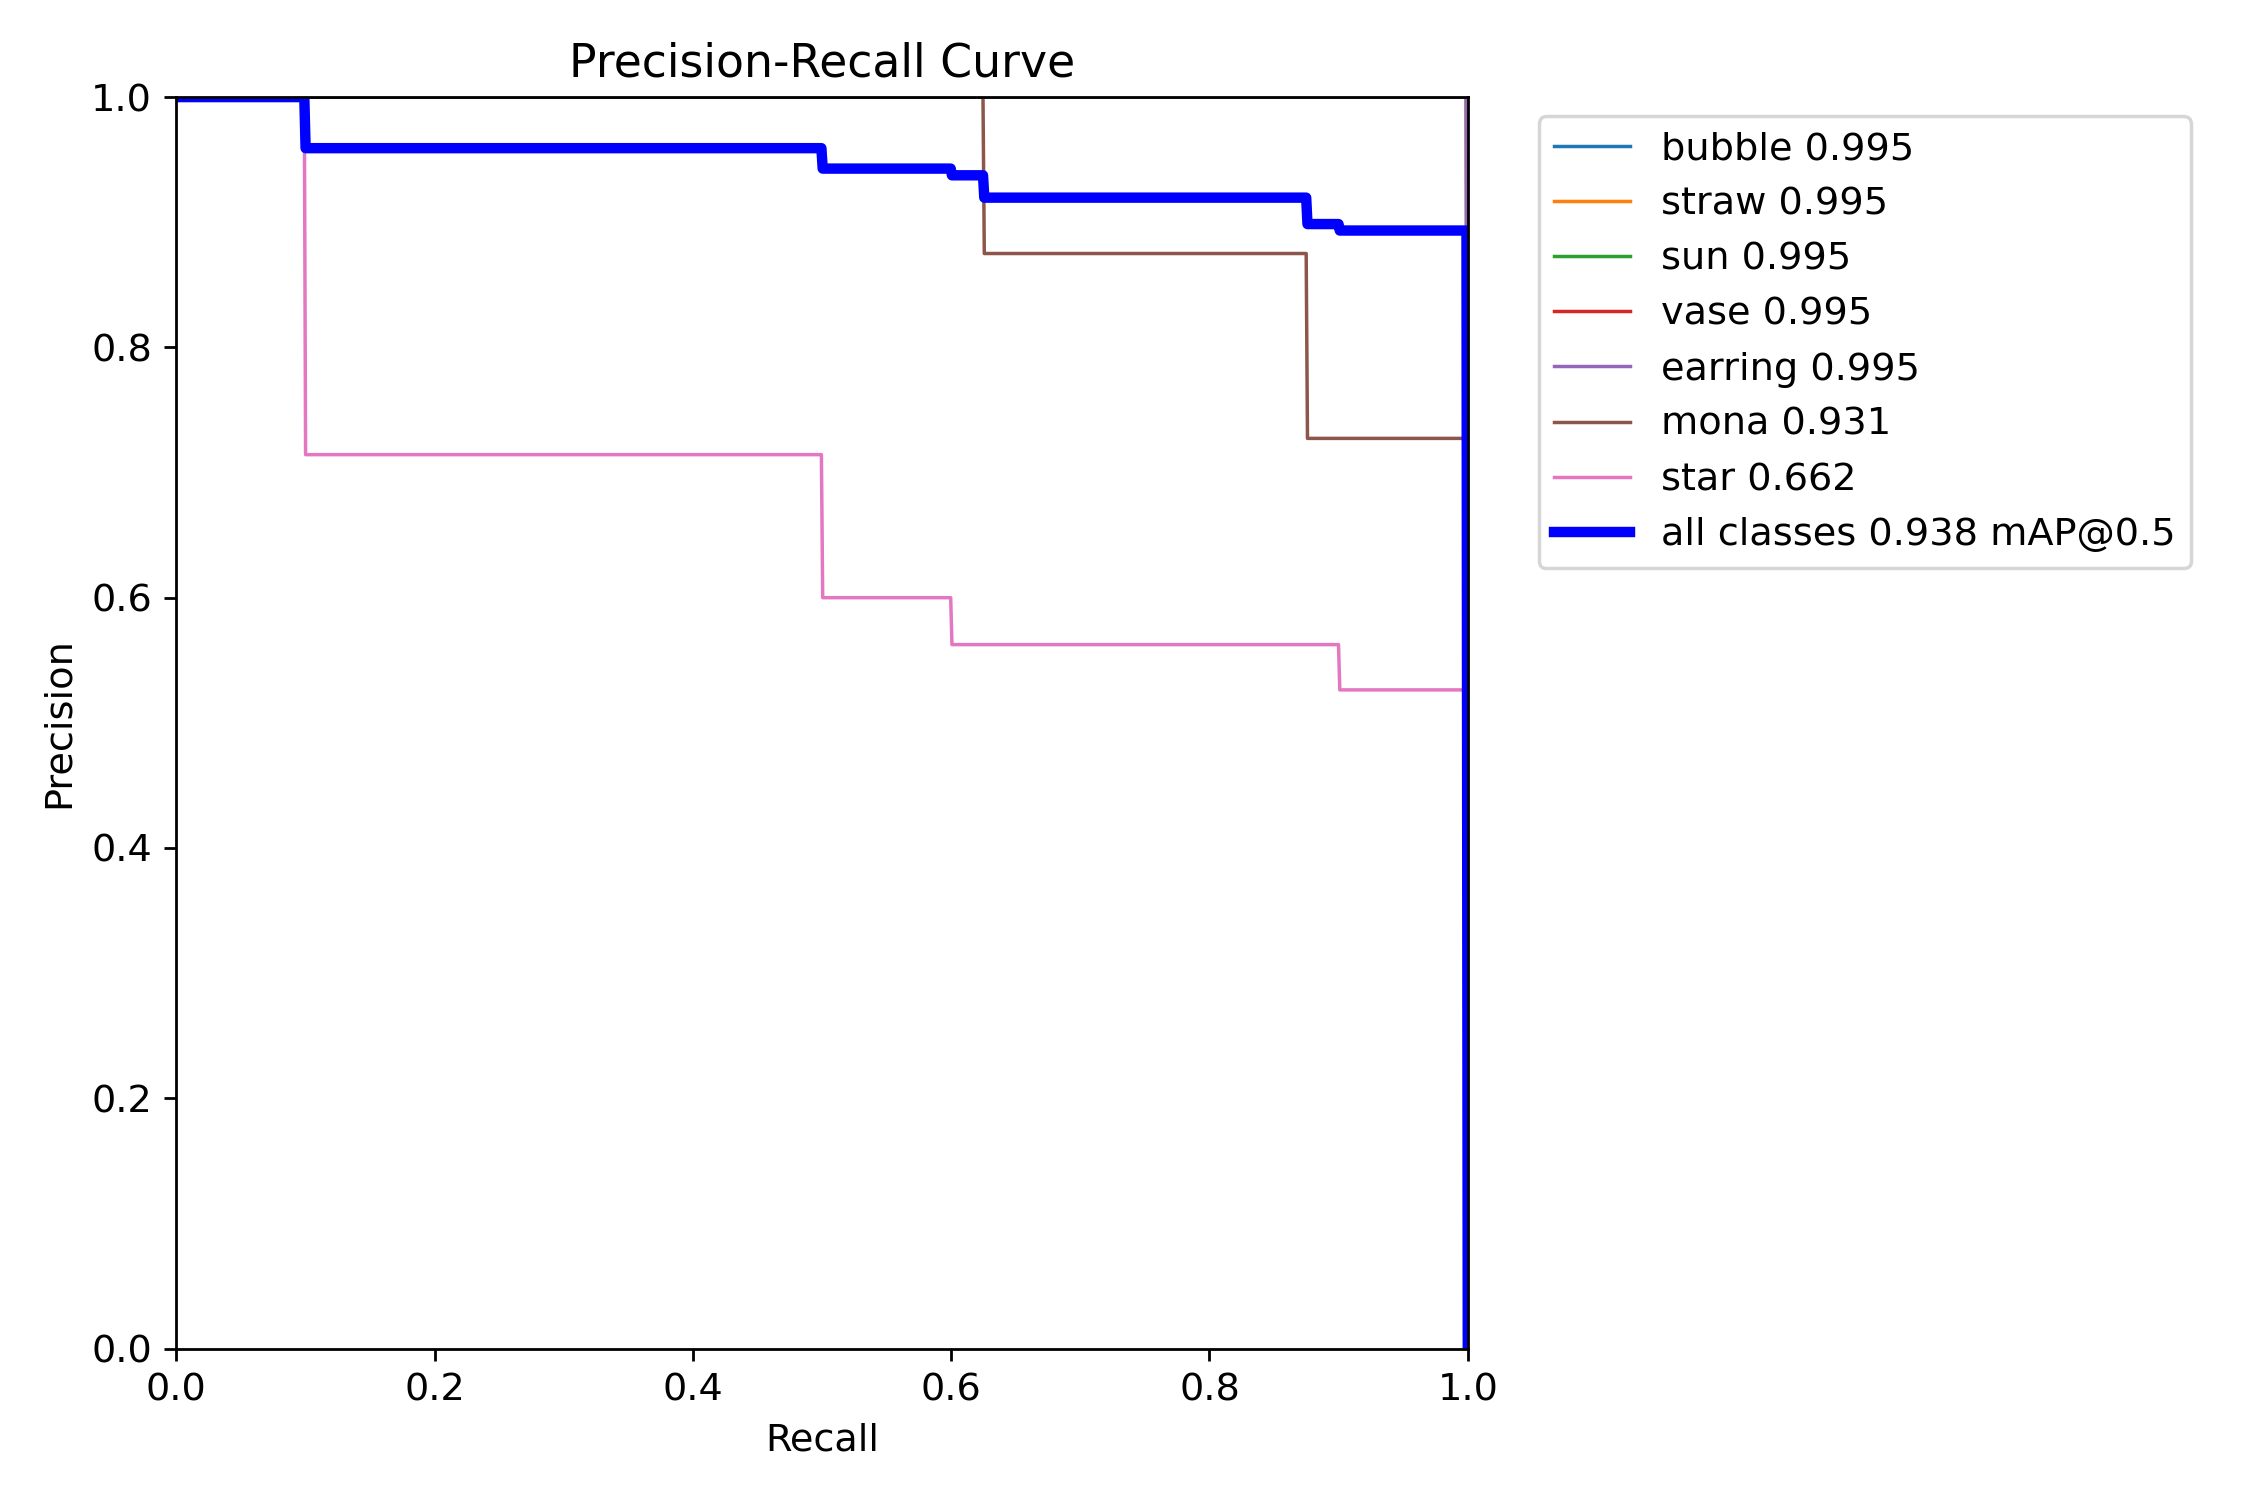 Precision-Recall Curve
1.0
0.8
0.6
0.4
0.2
0.0
Precision
0.0 0.2 0.4 0.6 0.8 1.0
Recall
bubble 0.995
straw 0.995
sun 0.995
vase 0.995
earring 0.995
mona 0.931
star 0.662
all classes 0.938 mAP@0.5